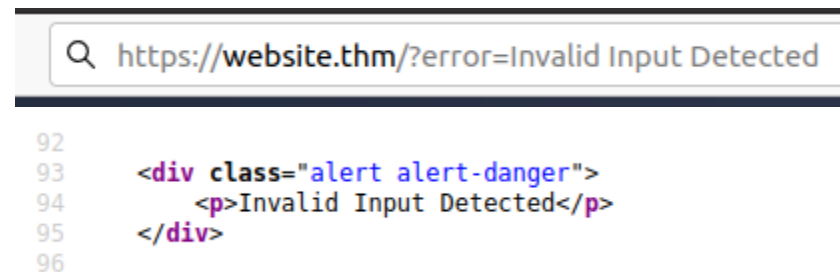 https://website.thm/?error=Invalid Input Detected
92
93 <div class="alert alert-danger">
94 <p>Invalid Input Detected</p>
95 </div>
96